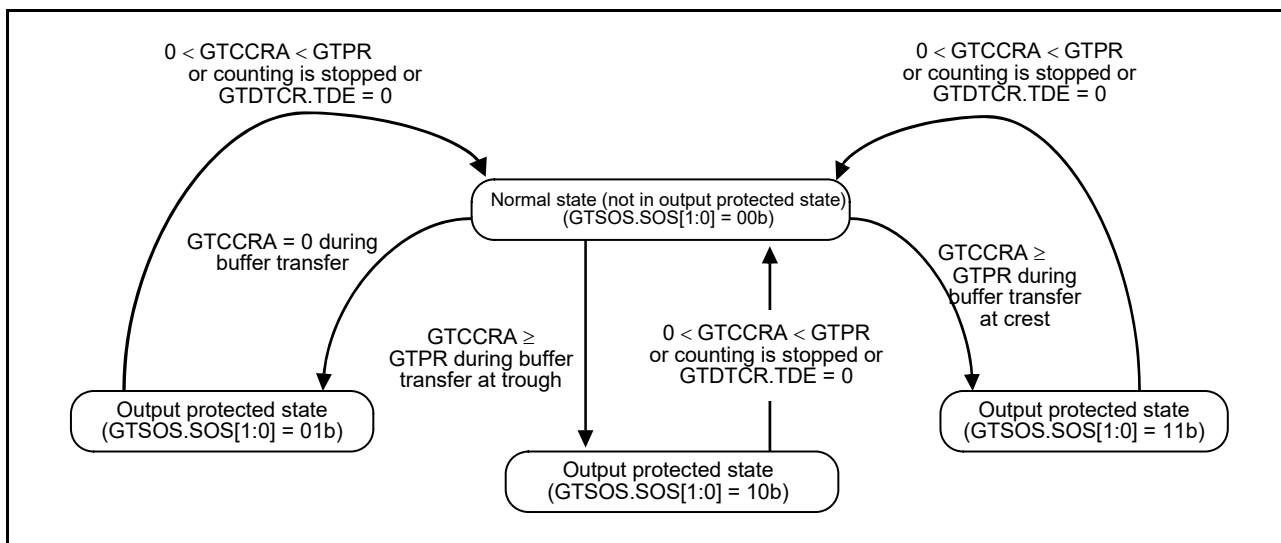 0 < GTCCRA < GTPR
or counting is stopped or
GTDTCR.TDE = 0
0 < GTCCRA < GTPR
or counting is stopped or
GTDTCR.TDE = 0
Normal state (not in output protected state)
(GTSOS.SOS[1:0] = 00b)
GTCCRA = 0 during
buffer transfer
GTCCRA ≥
GTPR during buffer
transfer at trough
0 < GTCCRA < GTPR
or counting is stopped or
GTDTCR.TDE = 0
GTCCRA ≥
GTPR during
buffer transfer
at crest
Output protected state
(GTSOS.SOS[1:0] = 01b)
Output protected state
(GTSOS.SOS[1:0] = 10b)
Output protected state
(GTSOS.SOS[1:0] = 11b)